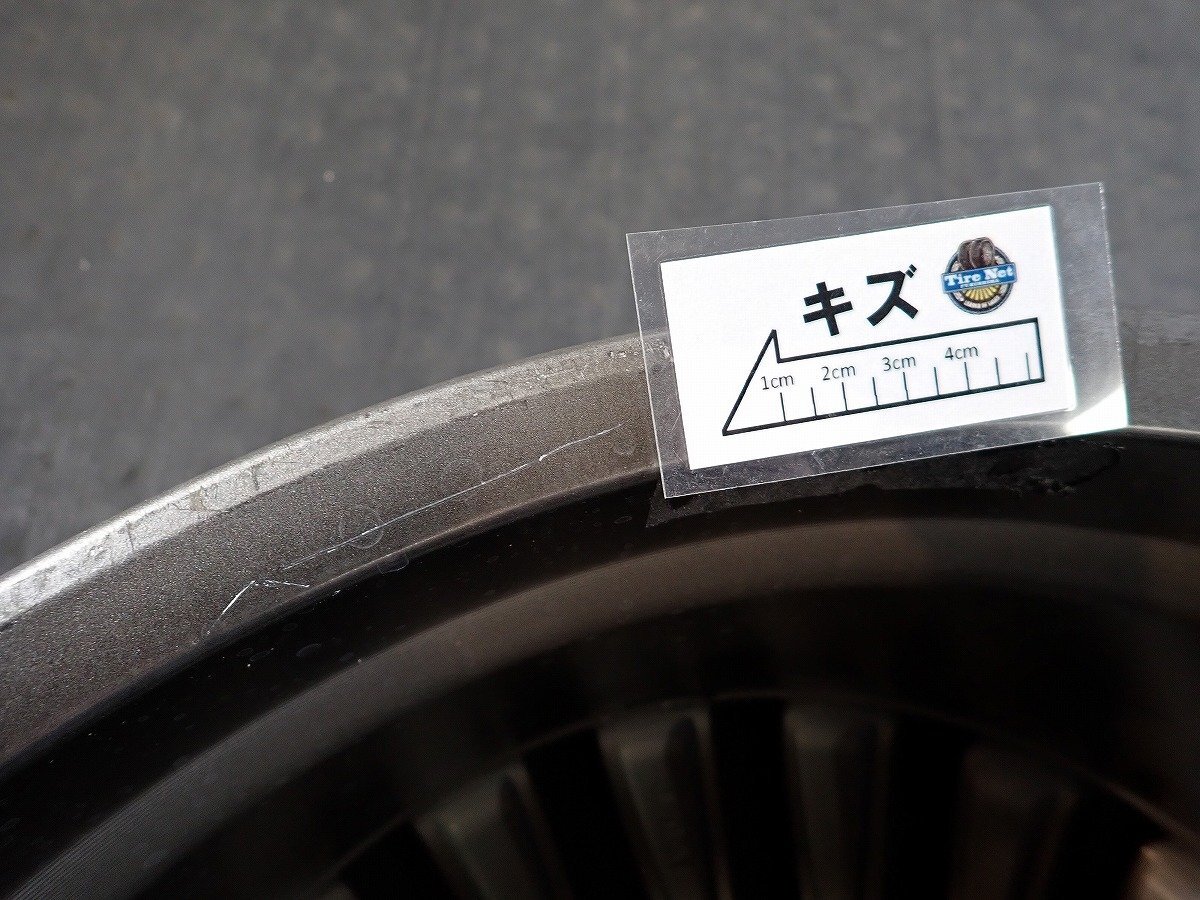 キズ
Tire Net
1cm 2cm 3cm 4cm